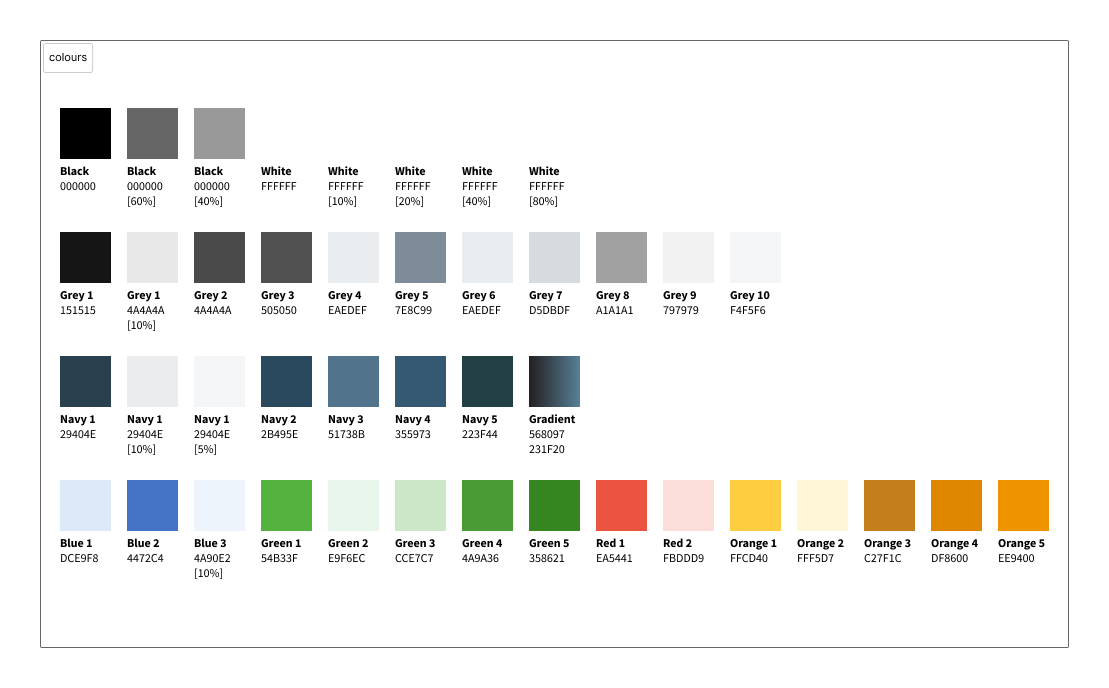 colours
Black Black Black White White White White White
000000 000000 000000 FFFFFF FFFFFF FFFFFF FFFFFF FFFFFF
[60%] [40%] [10%] [20%] [40%] [80%]
Grey 1 Grey 1 Grey 2 Grey 3 Grey 4 Grey 5 Grey 6 Grey 7 Grey 8 Grey 9 Grey 10
151515 4A4A4A 4A4A4A 505050 EAEDEF 7E8C99 EAEDEF D5DBDF A1A1A1 797979 F4F5F6
[10%]
Navy 1 Navy 1 Navy 1 Navy 2 Navy 3 Navy 4 Navy 5 Gradient
29404E 29404E 29404E 2B495E 51738B 355973 223F44 568097
[10%] [5%] 231F20
Blue 1 Blue 2 Blue 3 Green 1 Green 2 Green 3 Green 4 Green 5 Red 1 Red 2 Orange 1 Orange 2 Orange 3 Orange 4 Orange 5
DCE9F8 4472C4 4A90E2 54B33F E9F6EC CCE7C7 4A9A36 358621 EA5441 FBDDD9 FFCD40 FFF5D7 C27F1C DF8600 EE9400
[10%]